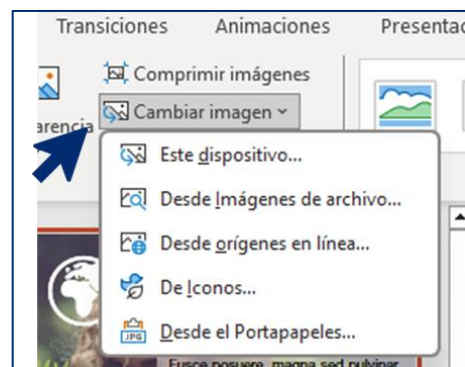 Transiciones Animaciones Presentac
Comprimir imágenes
arencia Cambiar imagen
Este dispositivo...
Desde Imágenes de archivo...
Desde orígenes en línea...
De Iconos...
Desde el Portapapeles...
JPG
Fusce posuere, magna sed pulvinar